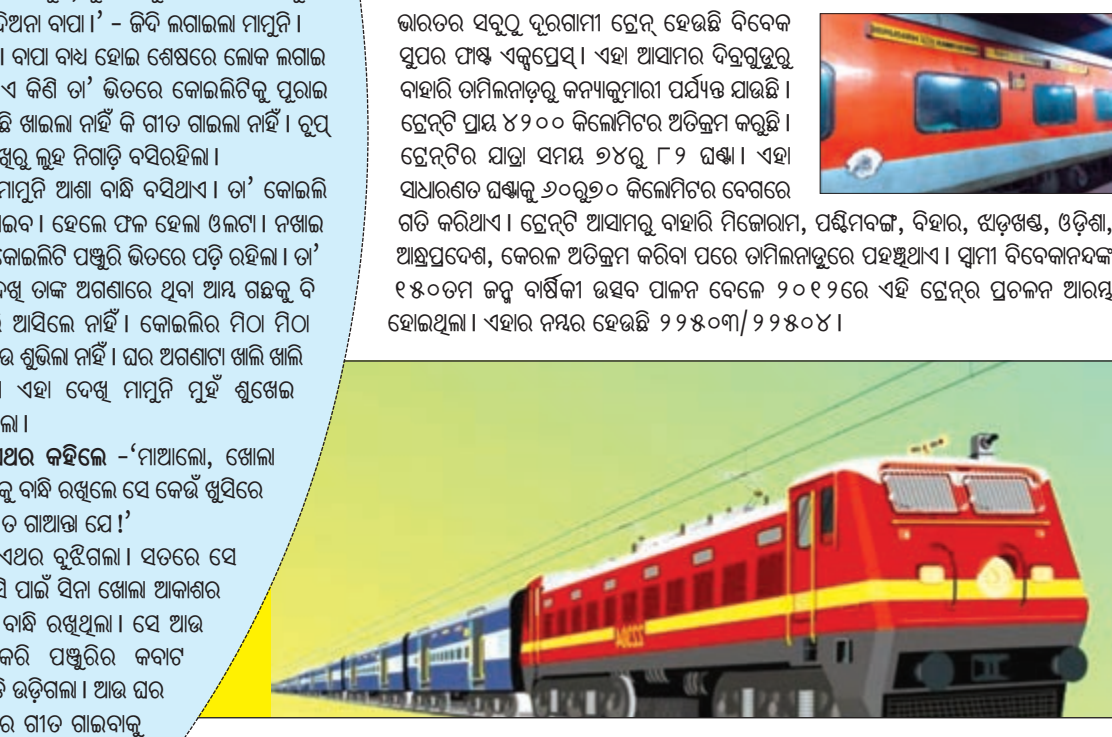 ଦିଅନା ବାପା।’ – ଜିଦି ଲଗାଇଲା ମାମୁନି।
। ବାପା ବାଧ୍ୟ ହୋଇ ଶେଷରେ ଲୋକ ଲଗାଇ
ଏ କିଣି ତା’ ଭିତରେ କୋଇଲିଟିକୁ ପୂରାଇ
ଛି ଖାଇଲା ନାହିଁ କି ଗୀତ ଗାଇଲା ନାହିଁ। ଚୁପ୍
ଖିରୁ ଲୁହ ନିଗାଡ଼ି ବସିରହିଲା।
ମାମୁନି ଆଶା ବାନ୍ଧି ବସିଥାଏ। ତା’ କୋଇଲି
ଇବ। ହେଲେ ଫଳ ହେଲା ଓଲଟା। ନଖାଇ
କୋଇଲିଟି ପଞ୍ଜୁରି ଭିତରେ ପଡ଼ି ରହିଲା। ତା’
ଦେଖି ତାଙ୍କ ଅଗଣାରେ ଥିବା ଆମ୍ବ ଗଛକୁ ବି
ଆସିଲେ ନାହିଁ। କୋଇଲିର ମିଠା ମିଠା
ଉ ଶୁଭିଲା ନାହିଁ। ଘର ଅଗଣାଟା ଖାଲି ଖାଲି
। ଏହା ଦେଖି ମାମୁନି ମୁହଁ ଶୁଖେଇ
ଲା।
ଏଥର କହିଲେ –‘ମାଆଲୋ, ଖୋଲା
କୁ ବାନ୍ଧି ରଖିଲେ ସେ କେଉଁ ଖୁସିରେ
ତ ଗାଆନ୍ତା ଯେ!’
ଏଥର ବୁଝିଗଲା। ସତରେ ସେ
ସି ପାଇଁ ସିନା ଖୋଲା ଆକାଶର
ବାନ୍ଧି ରଖିଥିଲା। ସେ ଆଉ
କରି ପଞ୍ଜୁରିର କବାଟ
ଡ଼ି ଉଡ଼ିଗଲା। ଆଉ ଘର
ର ଗୀତ ଗାଇବାକୁ
ଭାରତର ସବୁଠୁ ଦୂରଗାମୀ ଟ୍ରେନ୍ ହେଉଛି ବିବେକ
ସୁପର ଫାଷ୍ଟ ଏକ୍ସପ୍ରେସ୍। ଏହା ଆସାମର ଦିବ୍ରୁଗୁଡୁରୁ
ବାହାରି ତାମିଲନାଡ଼ୁରୁ କନ୍ୟାକୁମାରୀ ପର୍ଯ୍ୟନ୍ତ ଯାଉଛି।
ଟ୍ରେନ୍‌ଟି ପ୍ରାୟ ୪୨୦୦ କିଲୋମିଟର ଅତିକ୍ରମ କରୁଛି।
ଟ୍ରେନ୍‌ଟିର ଯାତ୍ରା ସମୟ ୭୪ରୁ ୮୨ ଘଣ୍ଟା। ଏହା
ସାଧାରଣତ ଘଣ୍ଟାକୁ ୬୦ରୁ୭୦ କିଲୋମିଟର ବେଗରେ
ଗତି କରିଥାଏ। ଟ୍ରେନ୍‌ଟି ଆସାମରୁ ବାହାରି ମିଜୋରାମ, ପଶ୍ଚିମବଙ୍ଗ, ବିହାର, ଝାଡ଼ଖଣ୍ଡ, ଓଡ଼ିଶା,
ଆନ୍ଧ୍ରପ୍ରଦେଶ, କେରଳ ଅତିକ୍ରମ କରିବା ପରେ ତାମିଲନାଡୁରେ ପହଞ୍ଚିଥାଏ। ସ୍ୱାମୀ ବିବେକାନନ୍ଦଙ୍କ
୧୫୦ତମ ଜନ୍ମ ବାର୍ଷିକୀ ଉତ୍ସବ ପାଳନ ବେଳେ ୨୦୧୨ରେ ଏହି ଟ୍ରେନ୍‌ର ପ୍ରଚଳନ ଆରମ୍ଭ
ହୋଇଥିଲା। ଏହାର ନମ୍ବର ହେଉଛି ୨୨୫୦୩/୨୨୫୦୪।